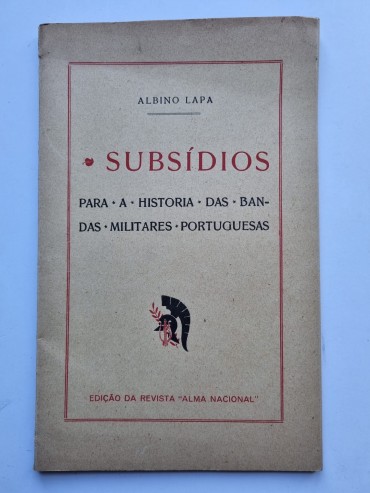 ALBINO LAPA
SUBSÍDIOS
PARA • A • HISTORIA • DAS • BAN-
DAS • MILITARES • PORTUGUESAS
EDIÇÃO DA REVISTA "ALMA NACIONAL"